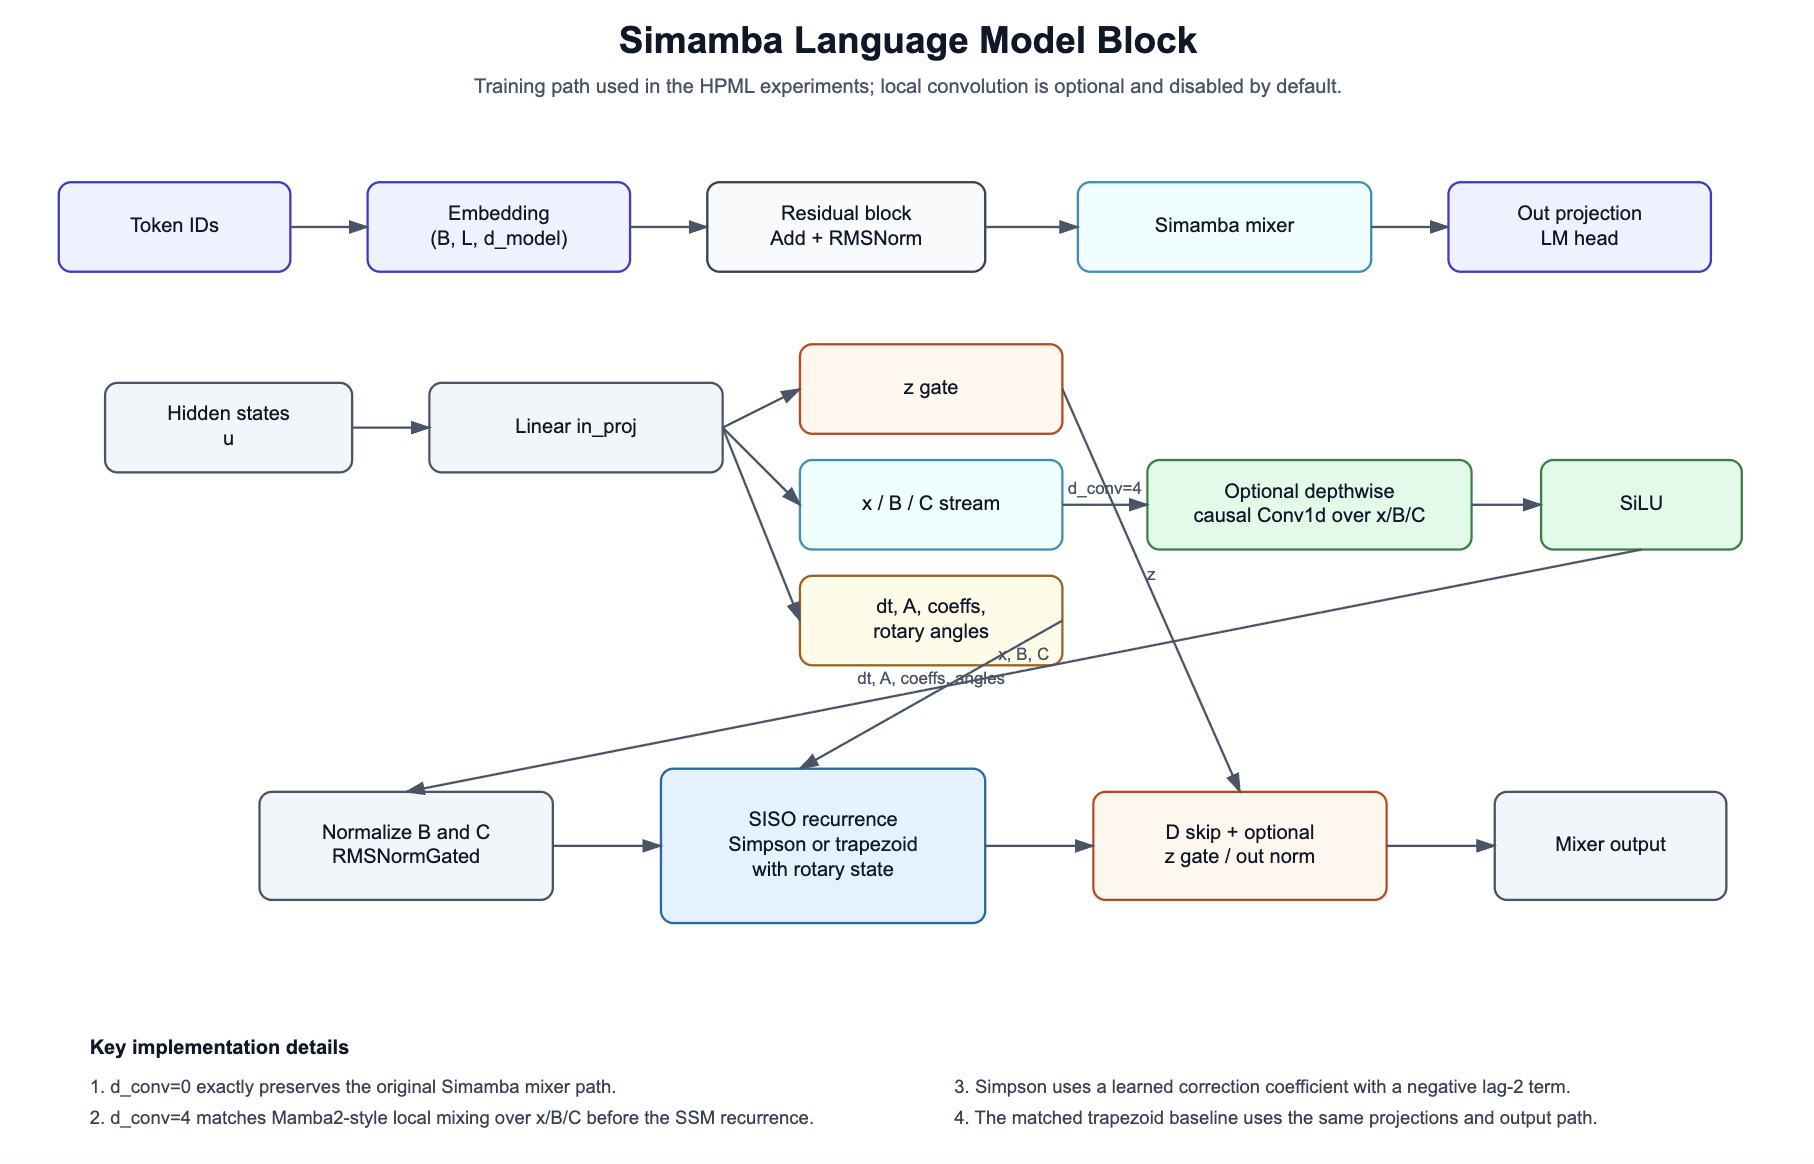 Simamba Language Model Block
Training path used in the HPML experiments; local convolution is optional and disabled by default.
Token IDs
Embedding
(B, L, d_model)
Residual block
Add + RMSNorm
Simamba mixer
Out projection
LM head
Hidden states
u
Linear in_proj
z gate
x / B / C stream
d_conv=4
Optional depthwise
causal Conv1d over x/B/C
SiLU
z
dt, A, coeffs,
rotary angles
x, B, C
dt, A, coeffs, angles
Normalize B and C
RMSNormGated
SISO recurrence
Simpson or trapezoid
with rotary state
D skip + optional
z gate / out norm
Mixer output
Key implementation details
1. d_conv=0 exactly preserves the original Simamba mixer path.
2. d_conv=4 matches Mamba2-style local mixing over x/B/C before the SSM recurrence.
3. Simpson uses a learned correction coefficient with a negative lag-2 term.
4. The matched trapezoid baseline uses the same projections and output path.